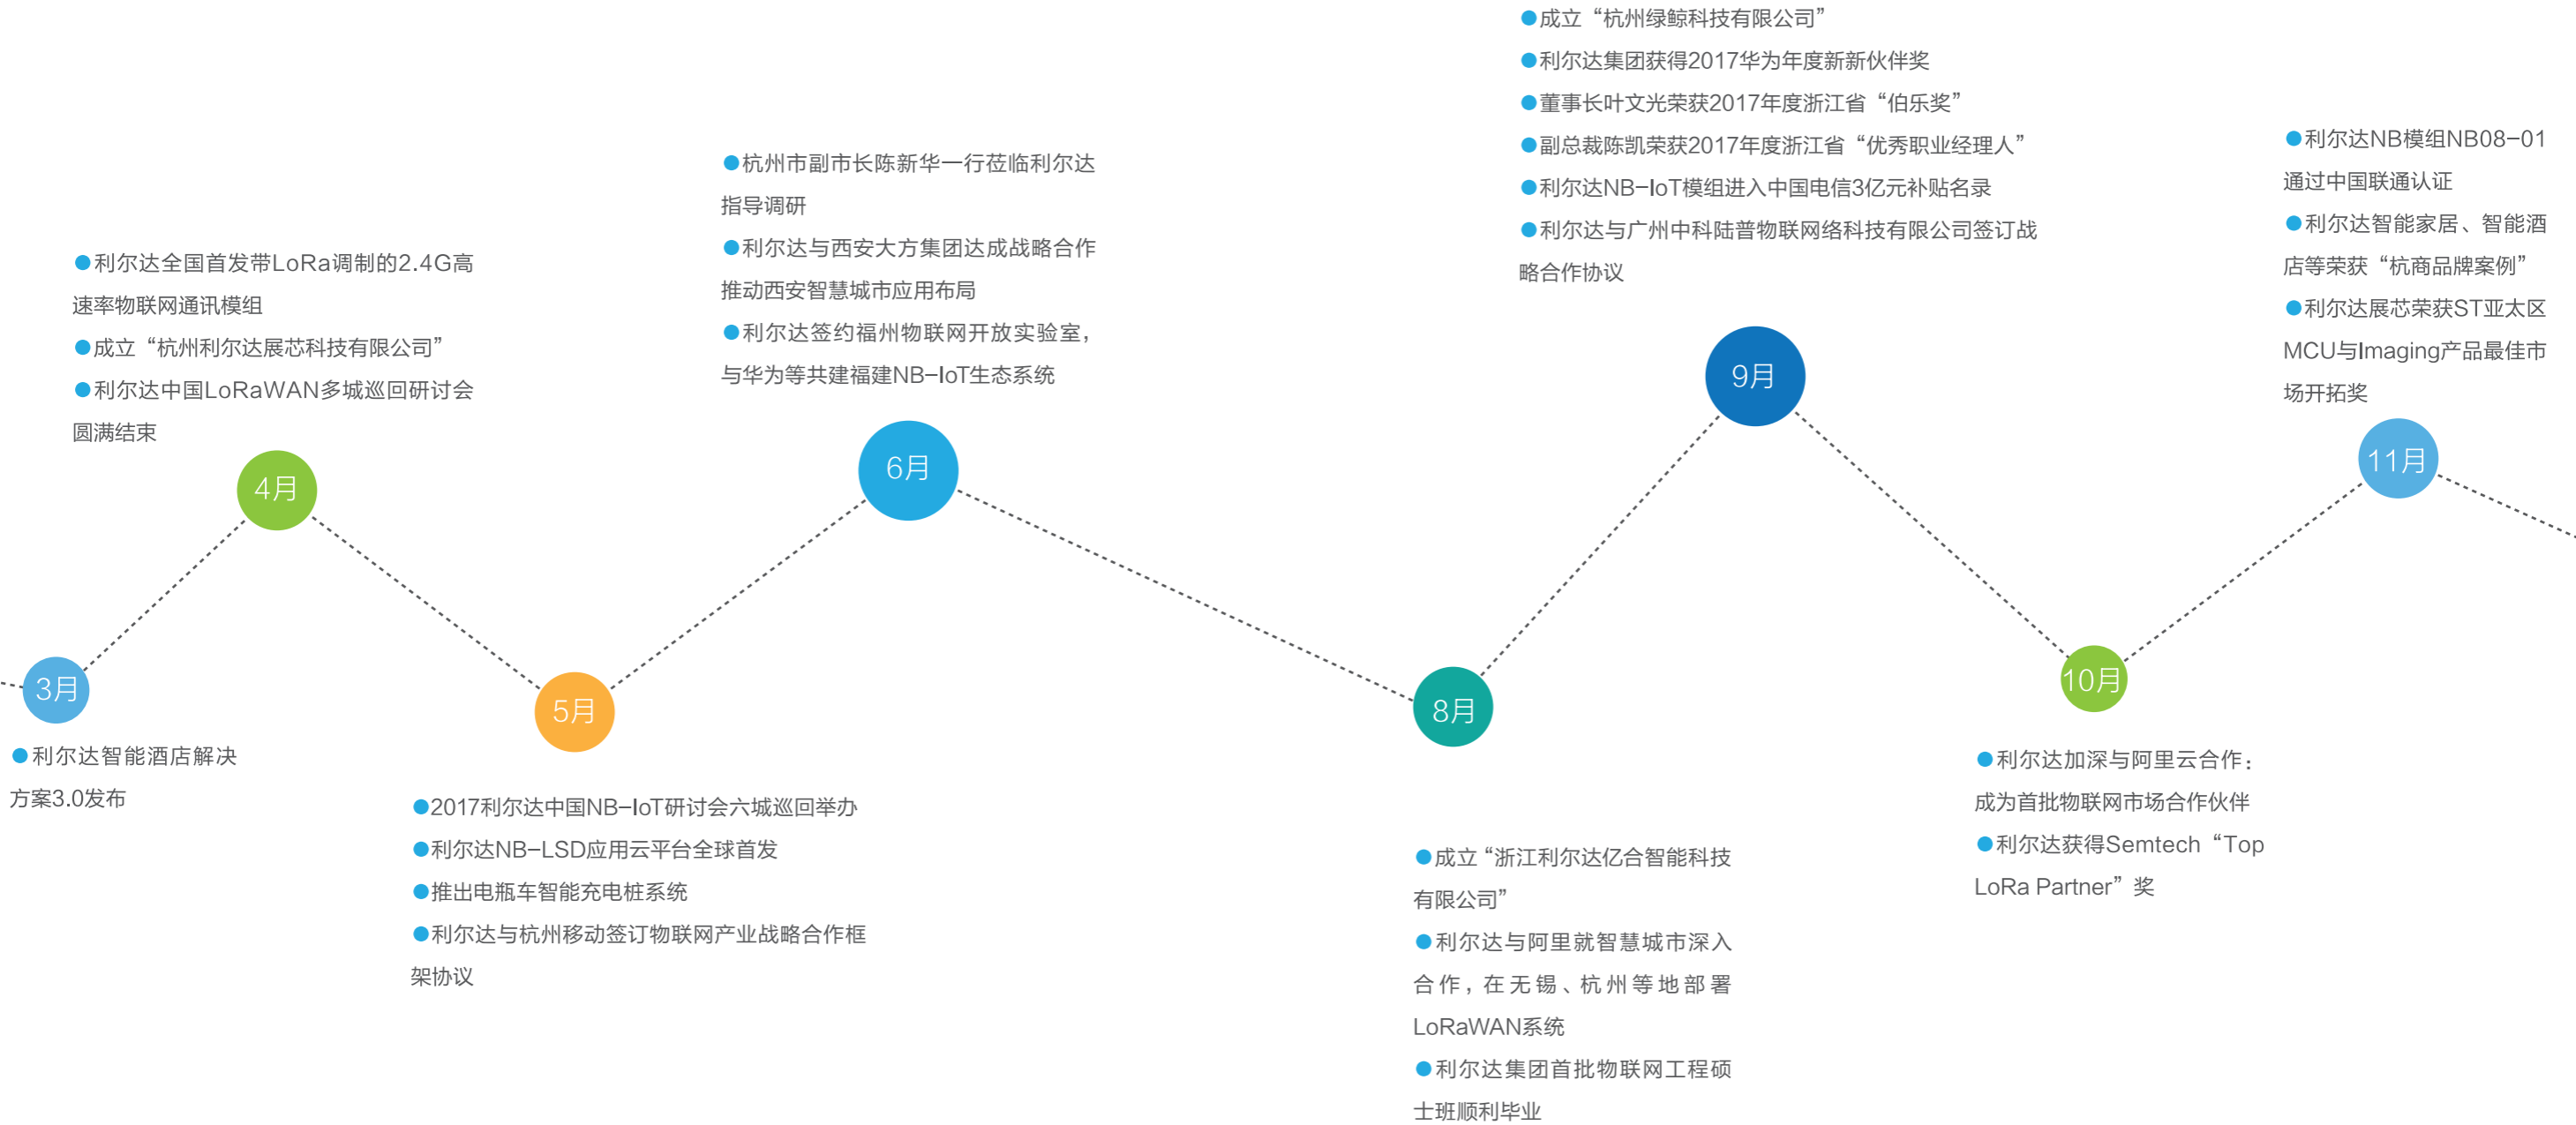 3月
●利尔达智能酒店解决
方案3.0发布
●利尔达全国首发带LoRa调制的2.4G高
速率物联网通讯模组
●成立“杭州利尔达展芯科技有限公司”
●利尔达中国LoRaWAN多城巡回研讨会
圆满结束
4月
5月
●2017利尔达中国NB-IoT研讨会六城巡回举办
●利尔达NB-LSD应用云平台全球首发
●推出电瓶车智能充电桩系统
●利尔达与杭州移动签订物联网产业战略合作框
架协议
●杭州市副市长陈新华一行莅临利尔达
指导调研
●利尔达与西安大方集团达成战略合作
推动西安智慧城市应用布局
●利尔达签约福州物联网开放实验室，
与华为等共建福建NB-IoT生态系统
6月
8月
●成立“浙江利尔达亿合智能科技
有限公司”
●利尔达与阿里就智慧城市深入
合作，在无锡、杭州等地部署
LoRaWAN系统
●利尔达集团首批物联网工程硕
士班顺利毕业
●成立“杭州绿鲸科技有限公司”
●利尔达集团获得2017华为年度新新伙伴奖
●董事长叶文光荣获2017年度浙江省“伯乐奖”
●副总裁陈凯荣获2017年度浙江省“优秀职业经理人”
●利尔达NB-IoT模组进入中国电信3亿元补贴名录
●利尔达与广州中科陆普物联网络科技有限公司签订战
略合作协议
9月
10月
●利尔达加深与阿里云合作：
成为首批物联网市场合作伙伴
●利尔达获得Semtech“Top
LoRa Partner”奖
●利尔达NB模组NB08-01
通过中国联通认证
●利尔达智能家居、智能酒
店等荣获“杭商品牌案例”
●利尔达展芯荣获ST亚太区
MCU与Imaging产品最佳市
场开拓奖
11月